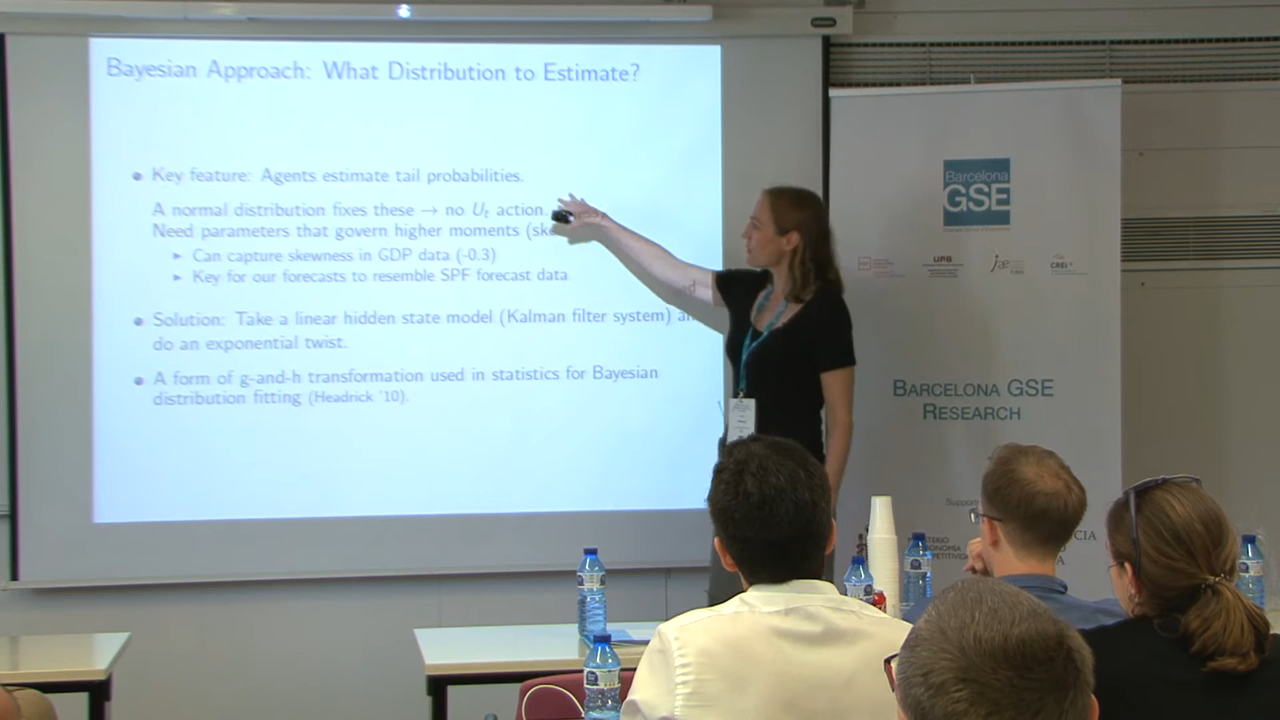 Bayesian Approach: What Distribution to Estimate?
Key feature: Agents estimate tail probabilities.
A normal distribution fixes these → no Uₜ action.
Need parameters that govern higher moments
Can capture skewness in GDP data (-0.3)
Key for our forecasts to resemble SPF forecast data
Solution: Take a linear hidden state model (Kalman filter system)
do an exponential twist.
A form of g-and-h transformation used in statistics for Bayesian
distribution fitting (Headrick '10).
Barcelona
GSE
UPB
CREi
BARCELONA GSE
RESEARCH